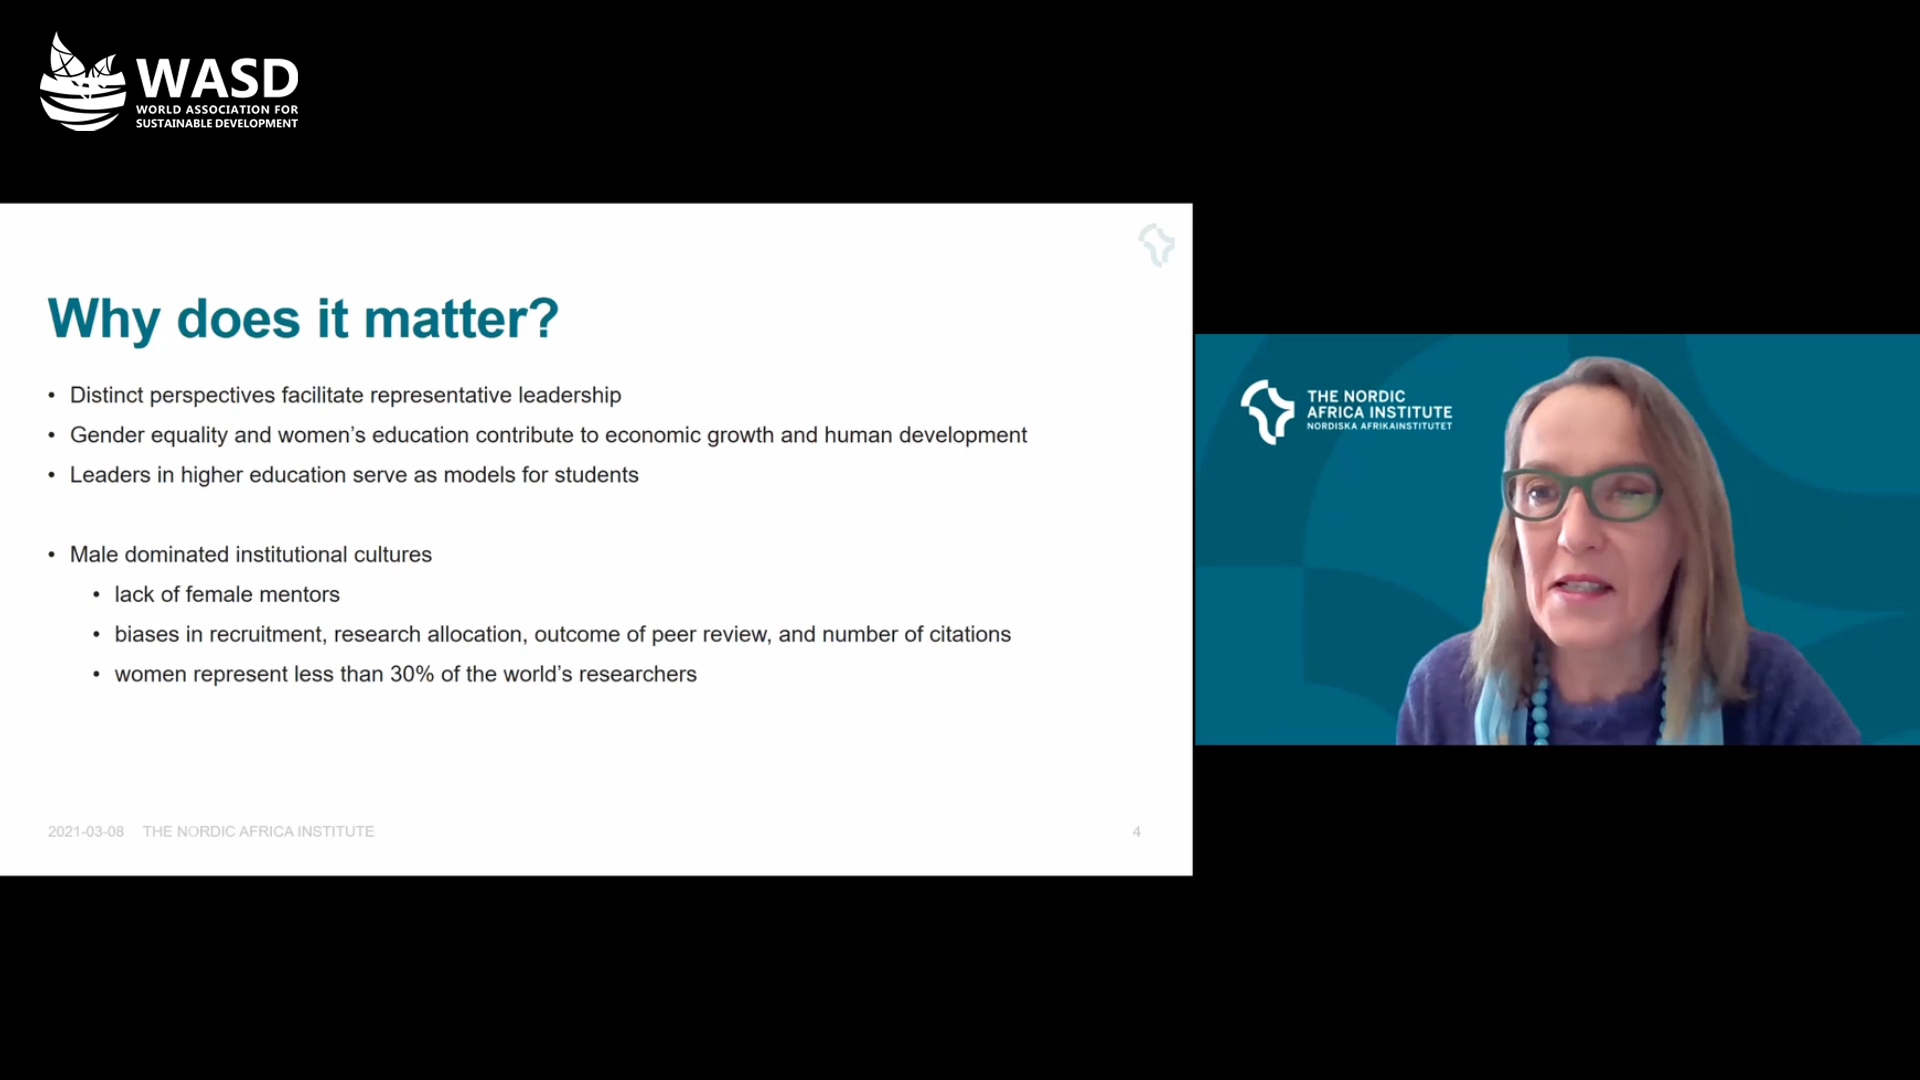 WASD
WORLD ASSOCIATION FOR
SUSTAINABLE DEVELOPMENT
Why does it matter?
• Distinct perspectives facilitate representative leadership
• Gender equality and women’s education contribute to economic growth and human development
• Leaders in higher education serve as models for students
• Male dominated institutional cultures
• lack of female mentors
• biases in recruitment, research allocation, outcome of peer review, and number of citations
• women represent less than 30% of the world’s researchers
2021-03-08 THE NORDIC AFRICA INSTITUTE 4
THE NORDIC
AFRICA INSTITUTE
NORDISKA AFRIKAINSTITUTET